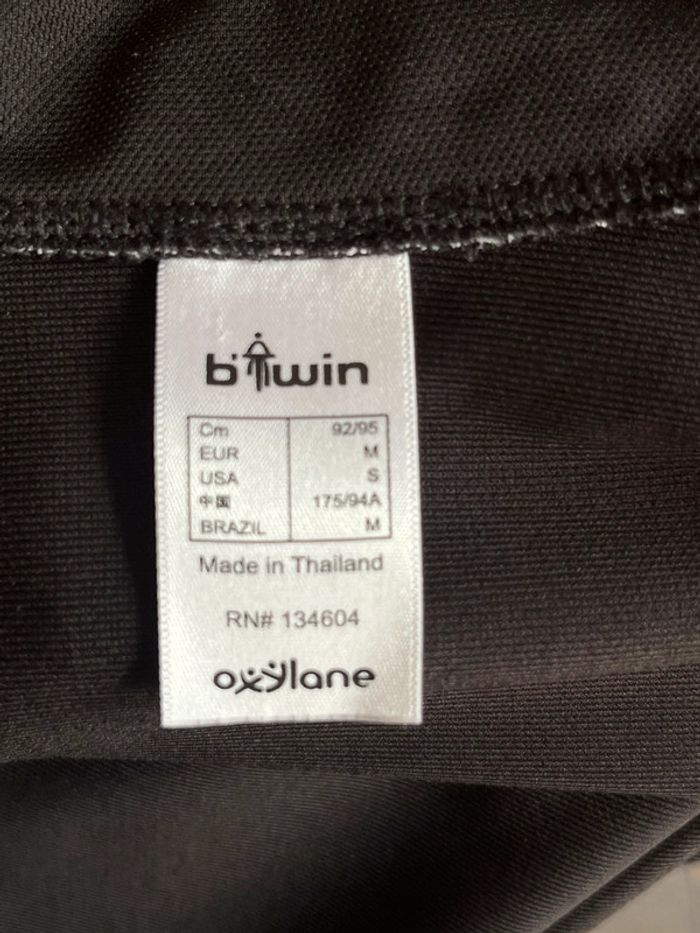 b'twin
Cm 92/95
EUR M
USA S
中国 175/94A
BRAZIL M
Made in Thailand
RN# 134604
oxylane